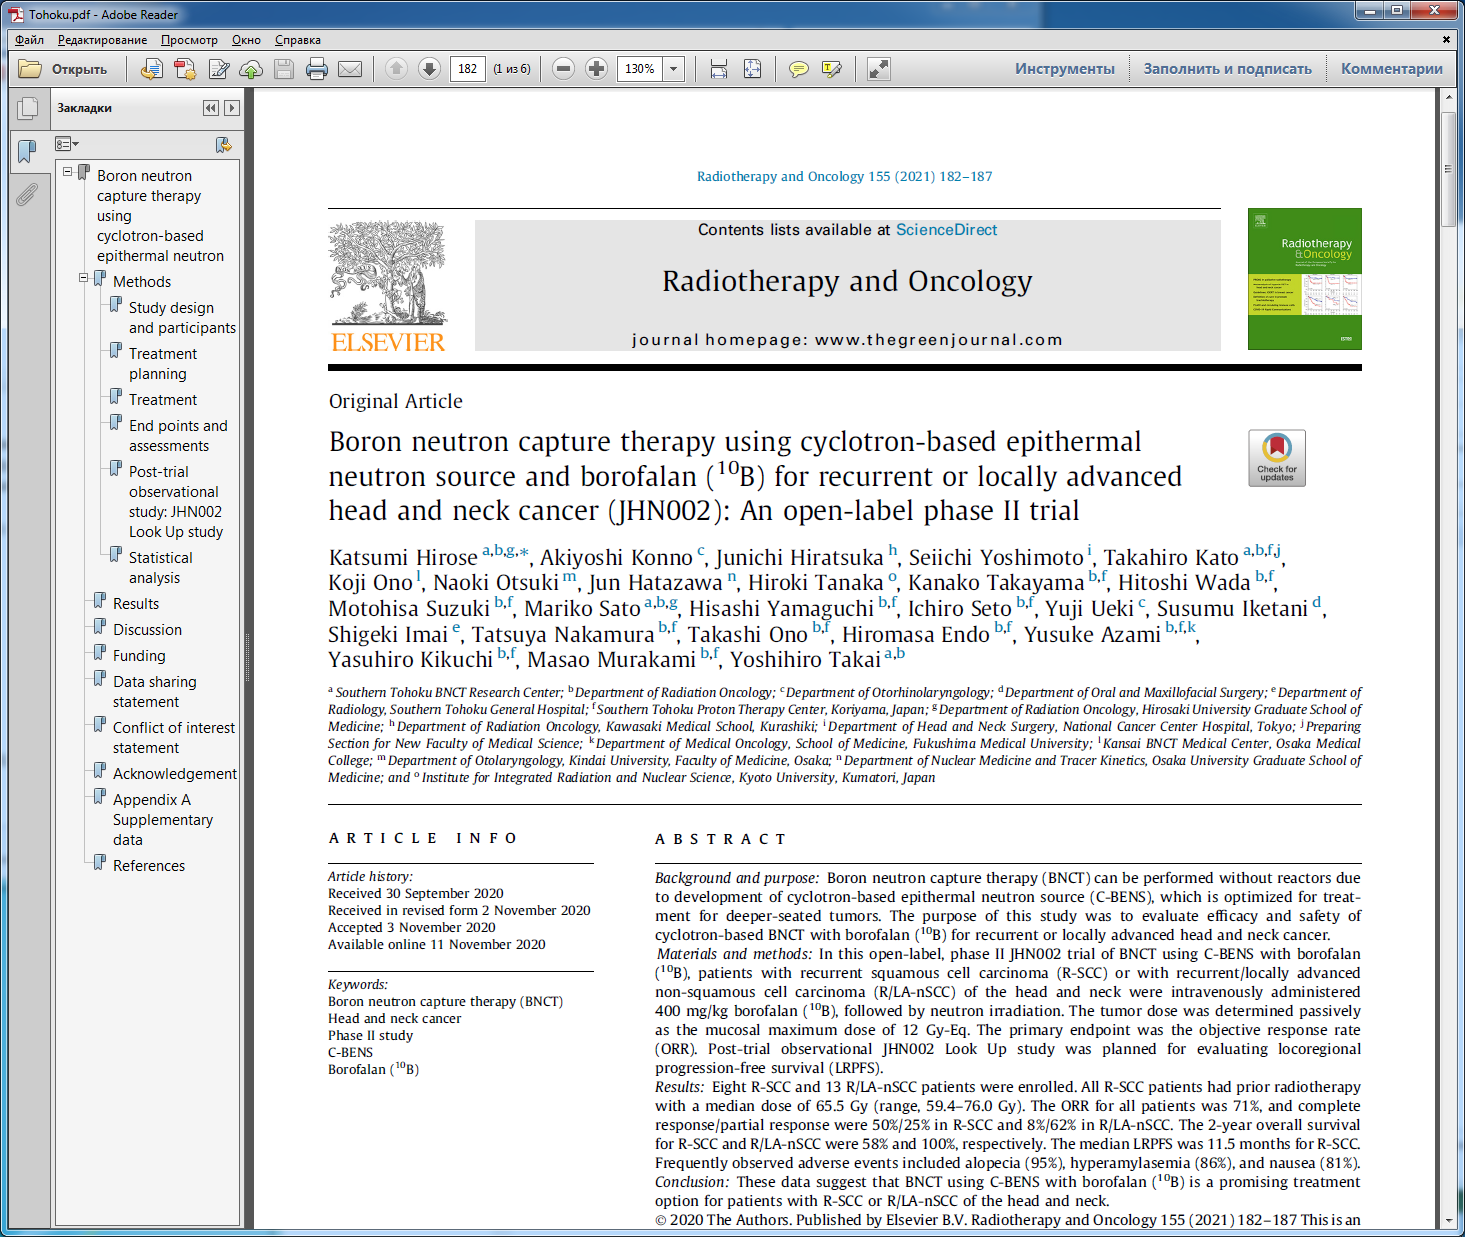 Tohoku.pdf - Adobe Reader
Файл Редактирование Просмотр Окно Справка
Открыть 182 (1 из 6) 130% Инструменты Заполнить и подписать Комментарии
Закладки
Boron neutron
capture therapy
using
cyclotron-based
epithermal neutron
Methods
Study design
and participants
Treatment
planning
Treatment
End points and
assessments
Post-trial
observational
study: JHN002
Look Up study
Statistical
analysis
Results
Discussion
Funding
Data sharing
statement
Conflict of interest
statement
Acknowledgement
Appendix A
Supplementary
data
References
Radiotherapy and Oncology 155 (2021) 182–187
ELSEVIER
Contents lists available at ScienceDirect
Radiotherapy and Oncology
journal homepage: www.thegreenjournal.com
Radiotherapy
&Oncology
Original Article
Boron neutron capture therapy using cyclotron-based epithermal
neutron source and borofalan (¹⁰B) for recurrent or locally advanced
head and neck cancer (JHN002): An open-label phase II trial
Check for
updates
Katsumi Hirose a,b,g,*, Akiyoshi Konno c, Junichi Hiratsuka h, Seiichi Yoshimoto i, Takahiro Kato a,b,f,j,
Koji Ono l, Naoki Otsuki m, Jun Hatazawa n, Hiroki Tanaka o, Kanako Takayama b,f, Hitoshi Wada b,f,
Motohisa Suzuki b,f, Mariko Sato a,b,g, Hisashi Yamaguchi b,f, Ichiro Seto b,f, Yuji Ueki c, Susumu Iketani d,
Shigeki Imai e, Tatsuya Nakamura b,f, Takashi Ono b,f, Hiromasa Endo b,f, Yusuke Azami b,f,k,
Yasuhiro Kikuchi b,f, Masao Murakami b,f, Yoshihiro Takai a,b
a Southern Tohoku BNCT Research Center; b Department of Radiation Oncology; c Department of Otorhinolaryngology; d Department of Oral and Maxillofacial Surgery; e Department of
Radiology, Southern Tohoku General Hospital; f Southern Tohoku Proton Therapy Center, Koriyama, Japan; g Department of Radiation Oncology, Hirosaki University Graduate School of
Medicine; h Department of Radiation Oncology, Kawasaki Medical School, Kurashiki; i Department of Head and Neck Surgery, National Cancer Center Hospital, Tokyo; j Preparing
Section for New Faculty of Medical Science; k Department of Medical Oncology, School of Medicine, Fukushima Medical University; l Kansai BNCT Medical Center, Osaka Medical
College; m Department of Otolaryngology, Kindai University, Faculty of Medicine, Osaka; n Department of Nuclear Medicine and Tracer Kinetics, Osaka University Graduate School of
Medicine; and o Institute for Integrated Radiation and Nuclear Science, Kyoto University, Kumatori, Japan
ARTICLE INFO
Article history:
Received 30 September 2020
Received in revised form 2 November 2020
Accepted 3 November 2020
Available online 11 November 2020
Keywords:
Boron neutron capture therapy (BNCT)
Head and neck cancer
Phase II study
C-BENS
Borofalan (¹⁰B)
ABSTRACT
Background and purpose: Boron neutron capture therapy (BNCT) can be performed without reactors due
to development of cyclotron-based epithermal neutron source (C-BENS), which is optimized for treat-
ment for deeper-seated tumors. The purpose of this study was to evaluate efficacy and safety of
cyclotron-based BNCT with borofalan (¹⁰B) for recurrent or locally advanced head and neck cancer.
Materials and methods: In this open-label, phase II JHN002 trial of BNCT using C-BENS with borofalan
(¹⁰B), patients with recurrent squamous cell carcinoma (R-SCC) or with recurrent/locally advanced
non-squamous cell carcinoma (R/LA-nSCC) of the head and neck were intravenously administered
400 mg/kg borofalan (¹⁰B), followed by neutron irradiation. The tumor dose was determined passively
as the mucosal maximum dose of 12 Gy-Eq. The primary endpoint was the objective response rate
(ORR). Post-trial observational JHN002 Look Up study was planned for evaluating locoregional
progression-free survival (LRPFS).
Results: Eight R-SCC and 13 R/LA-nSCC patients were enrolled. All R-SCC patients had prior radiotherapy
with a median dose of 65.5 Gy (range, 59.4–76.0 Gy). The ORR for all patients was 71%, and complete
response/partial response were 50%/25% in R-SCC and 8%/62% in R/LA-nSCC. The 2-year overall survival
for R-SCC and R/LA-nSCC were 58% and 100%, respectively. The median LRPFS was 11.5 months for R-SCC.
Frequently observed adverse events included alopecia (95%), hyperamylasemia (86%), and nausea (81%).
Conclusion: These data suggest that BNCT using C-BENS with borofalan (¹⁰B) is a promising treatment
option for patients with R-SCC or R/LA-nSCC of the head and neck.
© 2020 The Authors. Published by Elsevier B.V. Radiotherapy and Oncology 155 (2021) 182–187 This is an